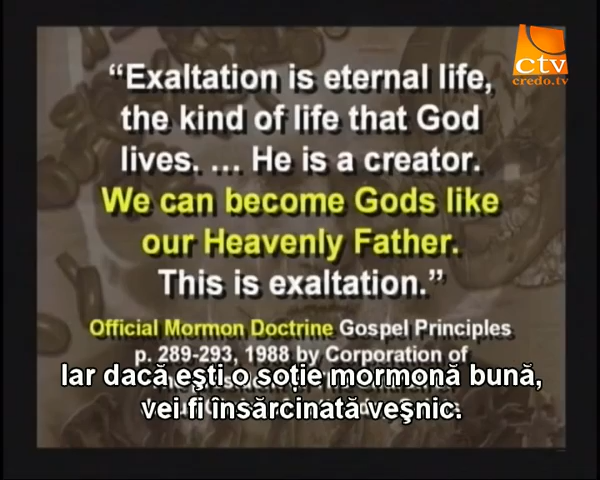 ctv
credo.tv
“Exaltation is eternal life,
the kind of life that God
lives. ... He is a creator.
We can become Gods like
our Heavenly Father.
This is exaltation.”
Official Mormon Doctrine Gospel Principles
p. 289-293, 1988 by Corporation of
Iar dacă eşti o soție mormonă bună,
vei fi însărcinată veşnic.